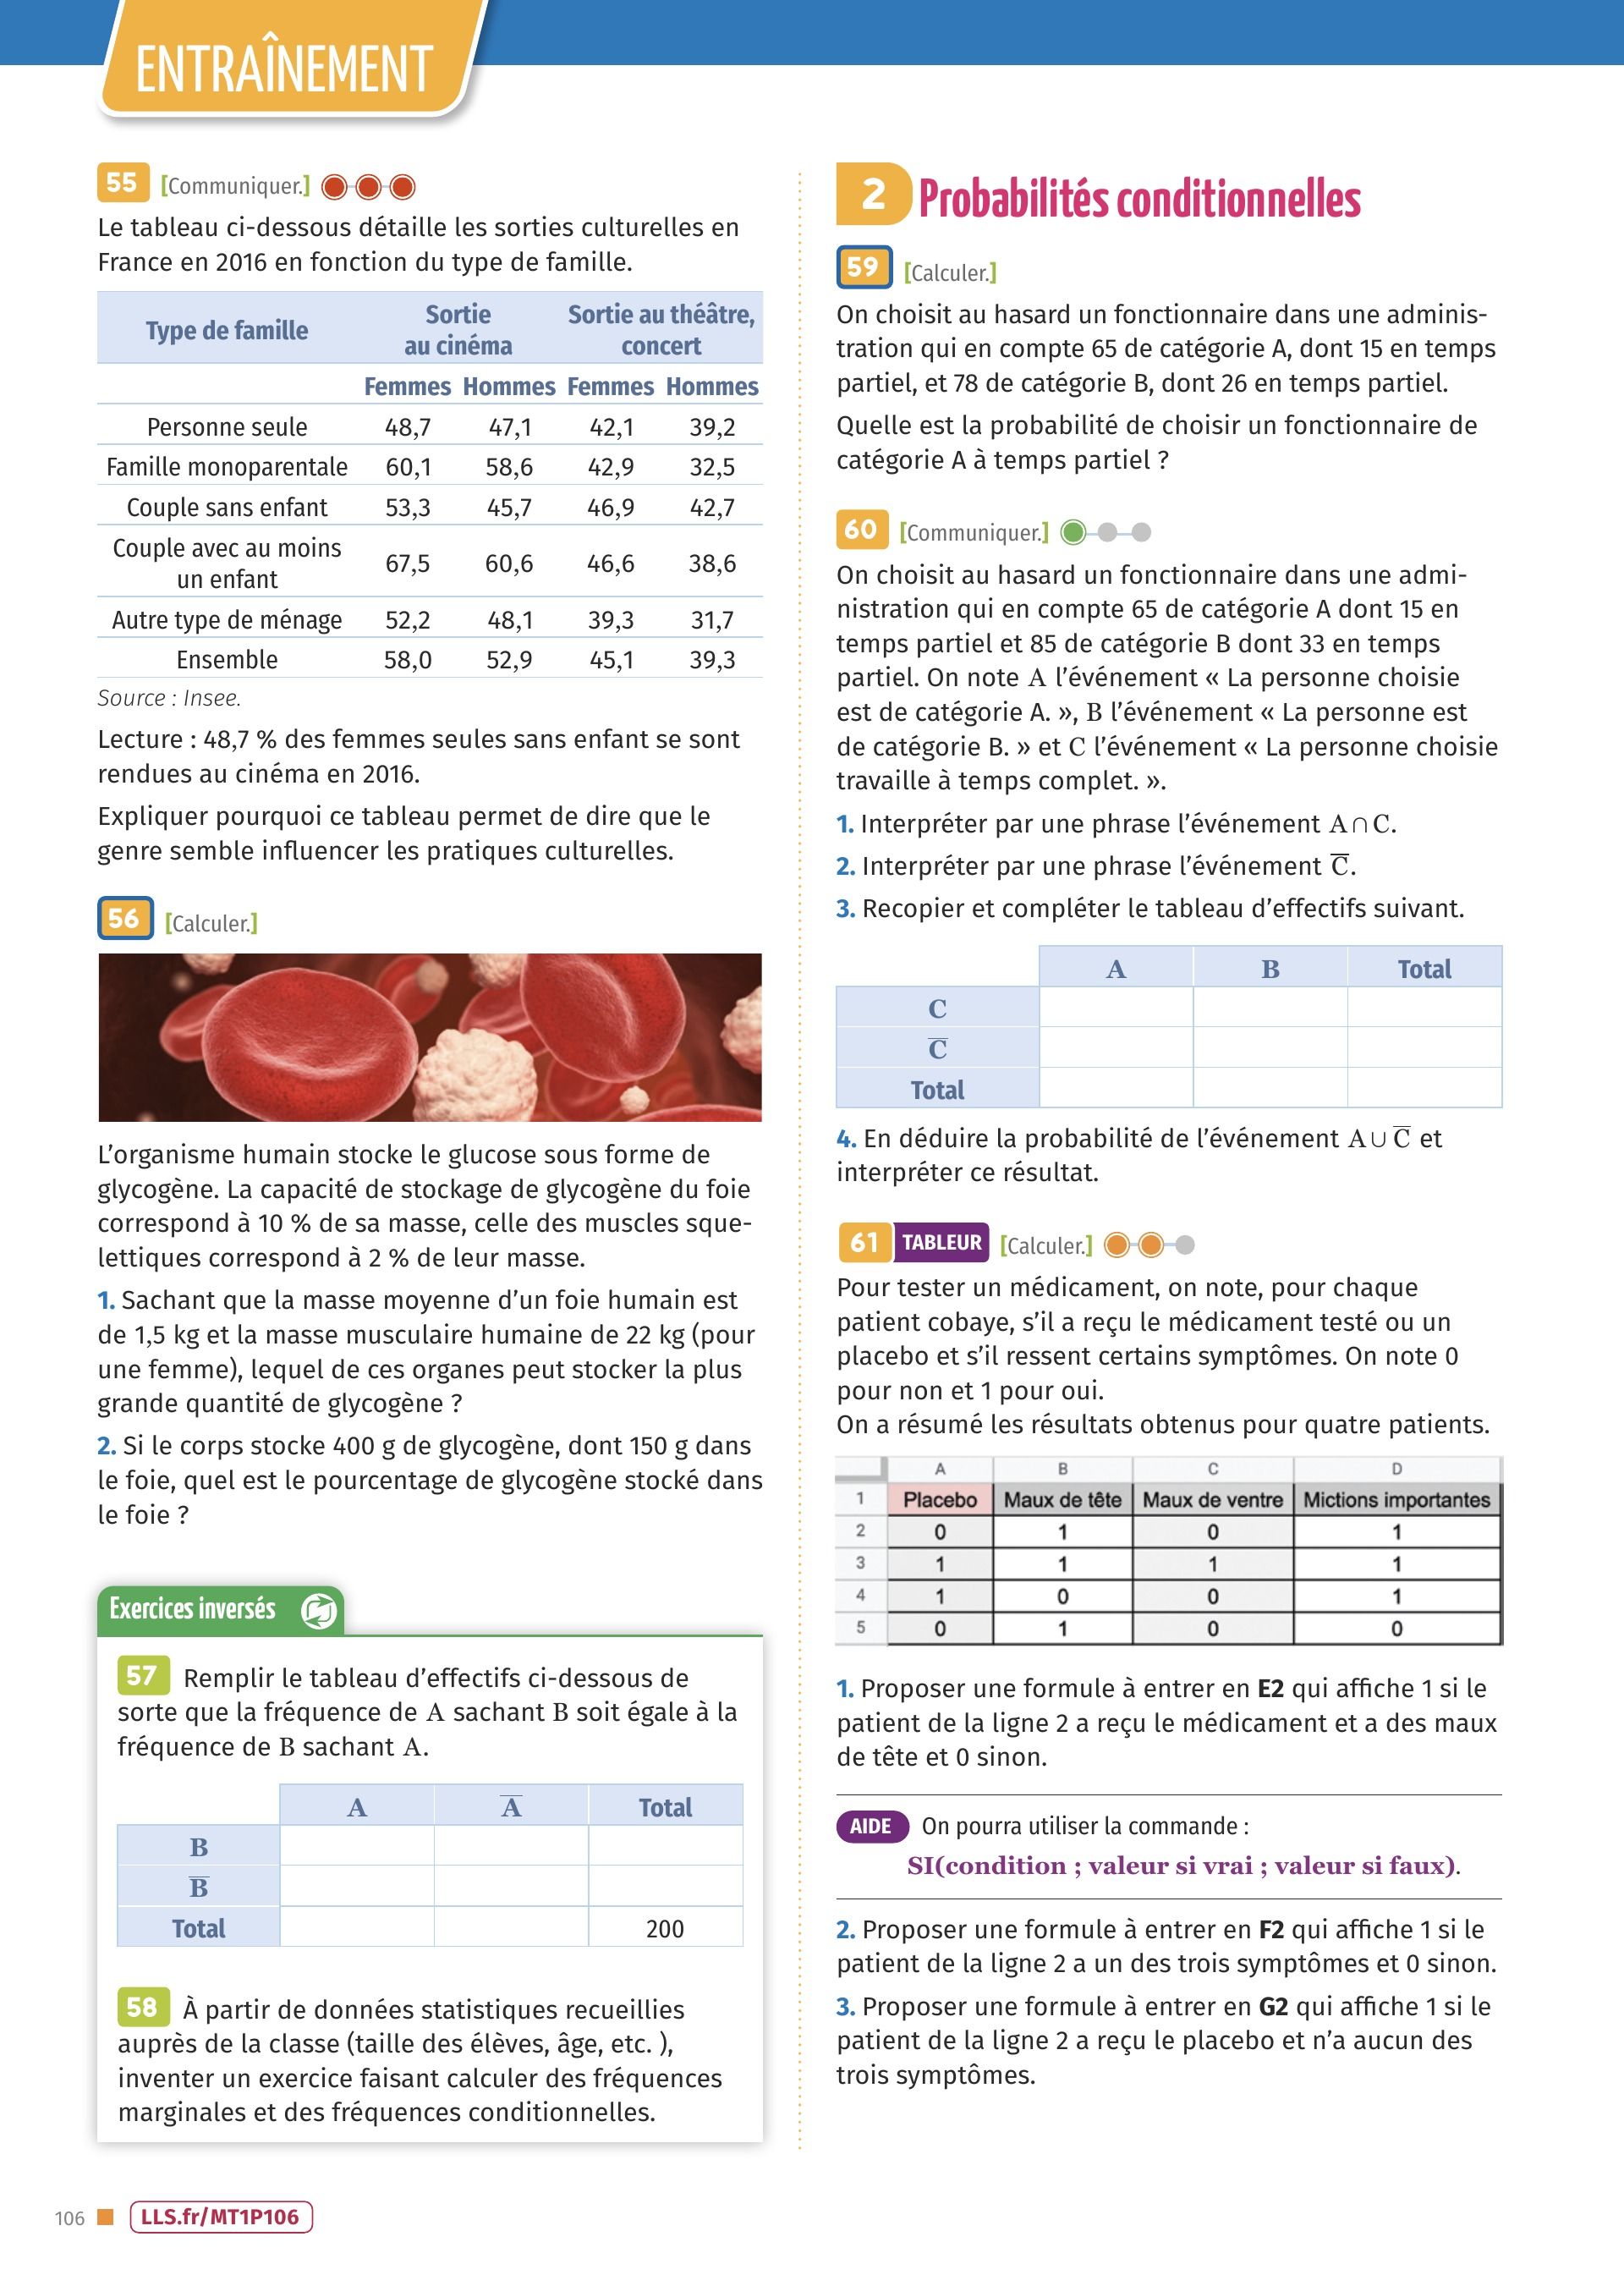 ENTRAÎNEMENT
55 [Communiquer.]
Le tableau ci-dessous détaille les sorties culturelles en
France en 2016 en fonction du type de famille.
Type de famille Sortie au cinéma Sortie au théâtre, concert
Femmes Hommes Femmes Hommes
Personne seule 48,7 47,1 42,1 39,2
Famille monoparentale 60,1 58,6 42,9 32,5
Couple sans enfant 53,3 45,7 46,9 42,7
Couple avec au moins un enfant 67,5 60,6 46,6 38,6
Autre type de ménage 52,2 48,1 39,3 31,7
Ensemble 58,0 52,9 45,1 39,3
Source : Insee.
Lecture : 48,7 % des femmes seules sans enfant se sont
rendues au cinéma en 2016.
Expliquer pourquoi ce tableau permet de dire que le
genre semble influencer les pratiques culturelles.
56 [Calculer.]
L’organisme humain stocke le glucose sous forme de
glycogène. La capacité de stockage de glycogène du foie
correspond à 10 % de sa masse, celle des muscles sque-
lettiques correspond à 2 % de leur masse.
1. Sachant que la masse moyenne d’un foie humain est
de 1,5 kg et la masse musculaire humaine de 22 kg (pour
une femme), lequel de ces organes peut stocker la plus
grande quantité de glycogène ?
2. Si le corps stocke 400 g de glycogène, dont 150 g dans
le foie, quel est le pourcentage de glycogène stocké dans
le foie ?
Exercices inversés
57 Remplir le tableau d’effectifs ci-dessous de
sorte que la fréquence de A sachant B soit égale à la
fréquence de B sachant A.
A A̅ Total
B
B̅
Total 200
58 À partir de données statistiques recueillies
auprès de la classe (taille des élèves, âge, etc. ),
inventer un exercice faisant calculer des fréquences
marginales et des fréquences conditionnelles.
2 Probabilités conditionnelles
59 [Calculer.]
On choisit au hasard un fonctionnaire dans une adminis-
tration qui en compte 65 de catégorie A, dont 15 en temps
partiel, et 78 de catégorie B, dont 26 en temps partiel.
Quelle est la probabilité de choisir un fonctionnaire de
catégorie A à temps partiel ?
60 [Communiquer.]
On choisit au hasard un fonctionnaire dans une admi-
nistration qui en compte 65 de catégorie A dont 15 en
temps partiel et 85 de catégorie B dont 33 en temps
partiel. On note A l’événement « La personne choisie
est de catégorie A. », B l’événement « La personne est
de catégorie B. » et C l’événement « La personne choisie
travaille à temps complet. ».
1. Interpréter par une phrase l’événement A∩C.
2. Interpréter par une phrase l’événement C̅.
3. Recopier et compléter le tableau d’effectifs suivant.
A B Total
C
C̅
Total
4. En déduire la probabilité de l’événement A∪C̅ et
interpréter ce résultat.
61 TABLEUR [Calculer.]
Pour tester un médicament, on note, pour chaque
patient cobaye, s’il a reçu le médicament testé ou un
placebo et s’il ressent certains symptômes. On note 0
pour non et 1 pour oui.
On a résumé les résultats obtenus pour quatre patients.
A B C D
1 Placebo Maux de tête Maux de ventre Mictions importantes
2 0 1 0 1
3 1 1 1 1
4 1 0 0 1
5 0 1 0 0
1. Proposer une formule à entrer en E2 qui affiche 1 si le
patient de la ligne 2 a reçu le médicament et a des maux
de tête et 0 sinon.
AIDE On pourra utiliser la commande :
SI(condition ; valeur si vrai ; valeur si faux).
2. Proposer une formule à entrer en F2 qui affiche 1 si le
patient de la ligne 2 a un des trois symptômes et 0 sinon.
3. Proposer une formule à entrer en G2 qui affiche 1 si le
patient de la ligne 2 a reçu le placebo et n’a aucun des
trois symptômes.
106 LLS.fr/MT1P106